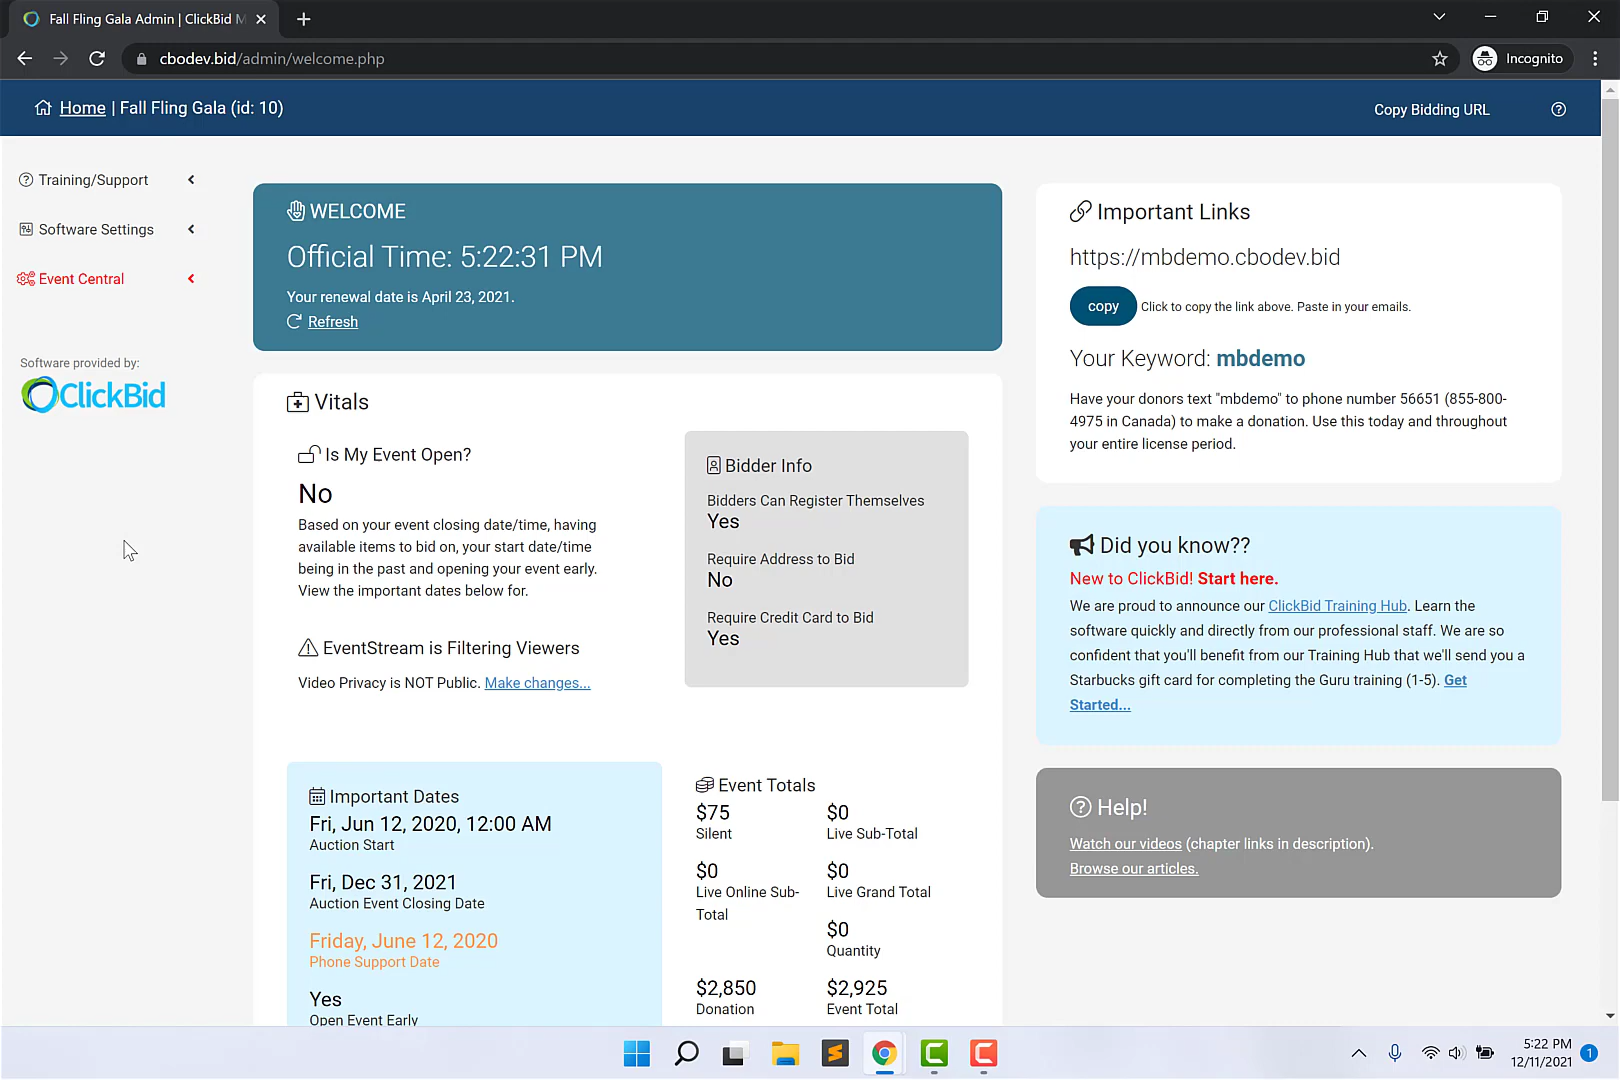 Fall Fling Gala Admin | ClickBid M
cbodev.bid/admin/welcome.php
Incognito
Home | Fall Fling Gala (id: 10)
Copy Bidding URL
Training/Support
Software Settings
Event Central
Software provided by:
ClickBid
WELCOME
Official Time: 5:22:31 PM
Your renewal date is April 23, 2021.
Refresh
Vitals
Is My Event Open?
No
Based on your event closing date/time, having
available items to bid on, your start date/time
being in the past and opening your event early.
View the important dates below for.
EventStream is Filtering Viewers
Video Privacy is NOT Public. Make changes...
Bidder Info
Bidders Can Register Themselves
Yes
Require Address to Bid
No
Require Credit Card to Bid
Yes
Important Dates
Fri, Jun 12, 2020, 12:00 AM
Auction Start
Fri, Dec 31, 2021
Auction Event Closing Date
Friday, June 12, 2020
Phone Support Date
Yes
Open Event Early
Event Totals
$75
Silent
$0
Live Sub-Total
$0
Live Online Sub-
Total
$0
Live Grand Total
$0
Quantity
$2,850
Donation
$2,925
Event Total
Important Links
https://mbdemo.cbodev.bid
copy Click to copy the link above. Paste in your emails.
Your Keyword: mbdemo
Have your donors text "mbdemo" to phone number 56651 (855-800-
4975 in Canada) to make a donation. Use this today and throughout
your entire license period.
Did you know??
New to ClickBid! Start here.
We are proud to announce our ClickBid Training Hub. Learn the
software quickly and directly from our professional staff. We are so
confident that you'll benefit from our Training Hub that we'll send you a
Starbucks gift card for completing the Guru training (1-5). Get
Started...
Help!
Watch our videos (chapter links in description).
Browse our articles.
5:22 PM
12/11/2021
1